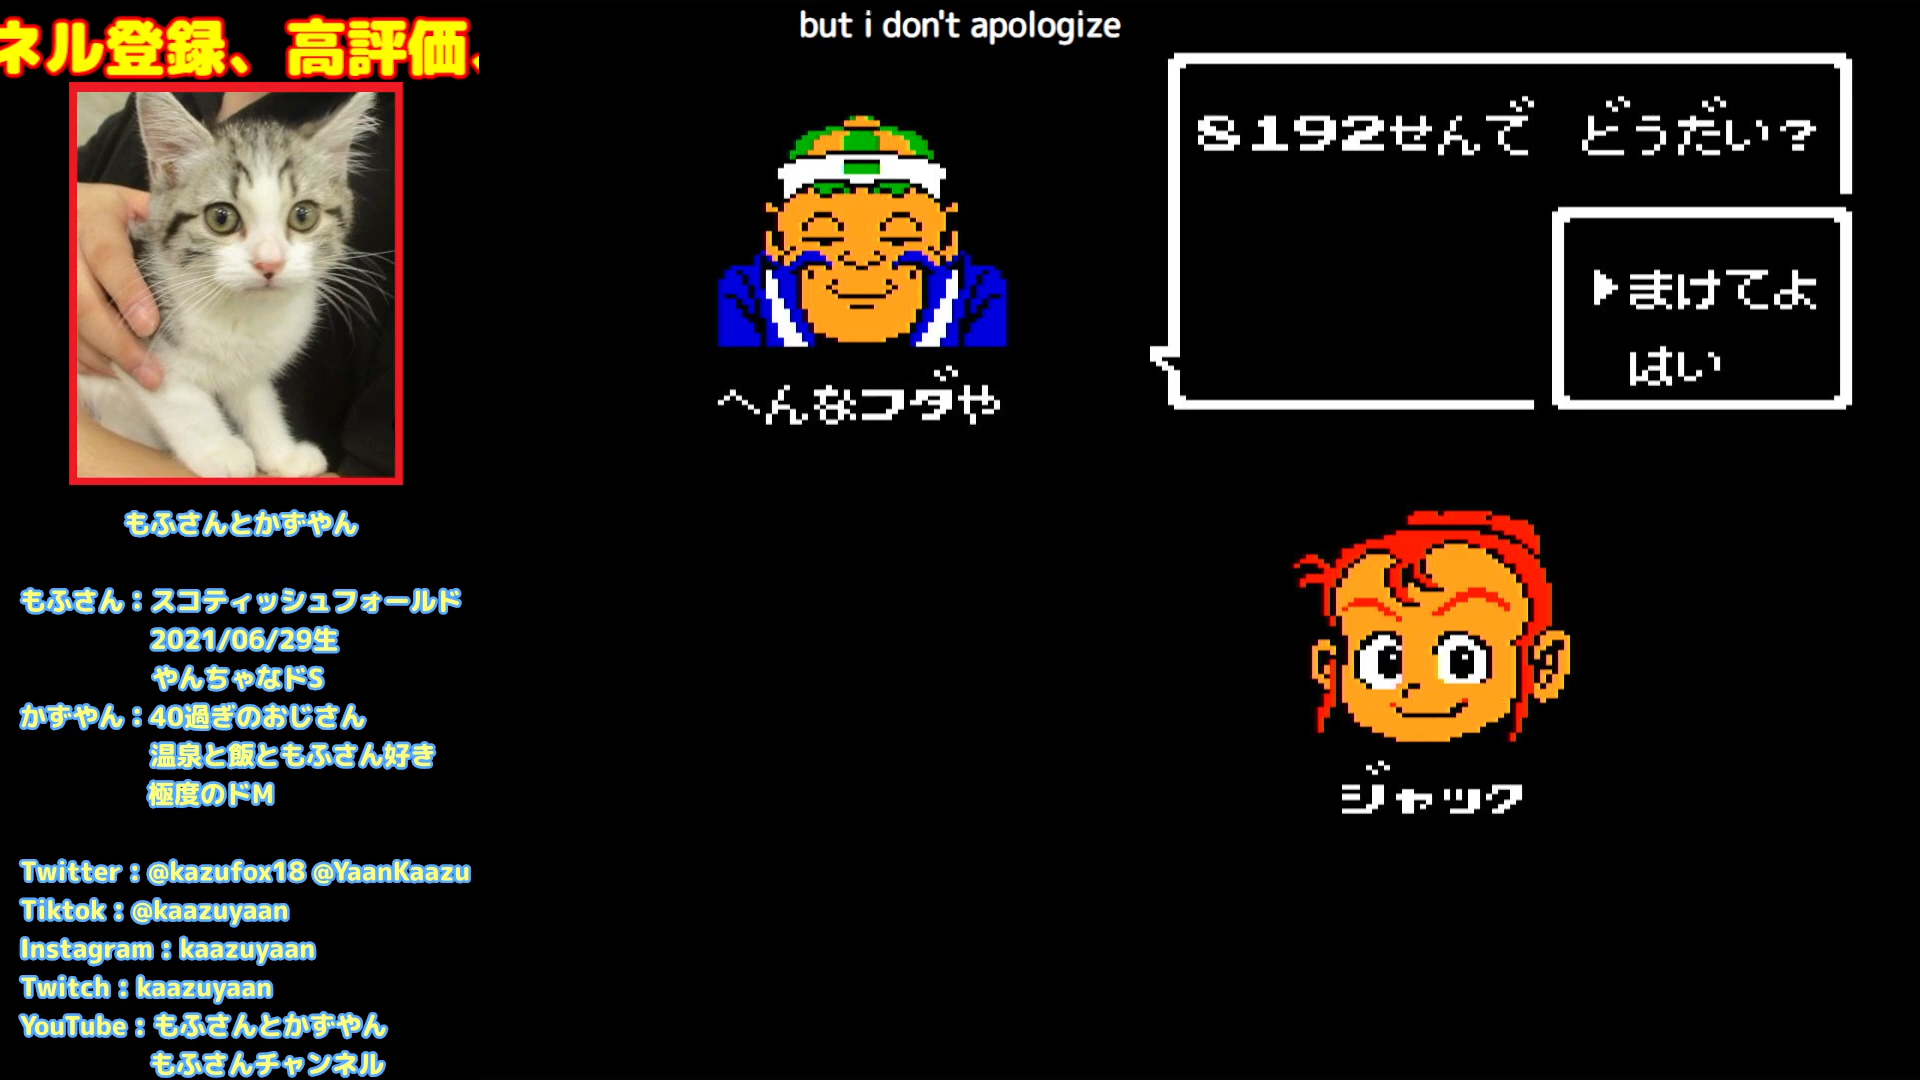 ネル登録、高評価、
but i don't apologize
8192せんで どうだい?
まけてよ
はい
へんなコダや
ジャック
もふさんとかずやん
もふさん:スコティッシュフォールド
2021/06/29生
やんちゃなドS
かずやん:40過ぎのおじさん
温泉と飯ともふさん好き
極度のドM
Twitter:@kazufox18 @YaanKaazu
Tiktok:@kaazuyaan
Instagram:kaazuyaan
Twitch:kaazuyaan
YouTube:もふさんとかずやん
もふさんチャンネル